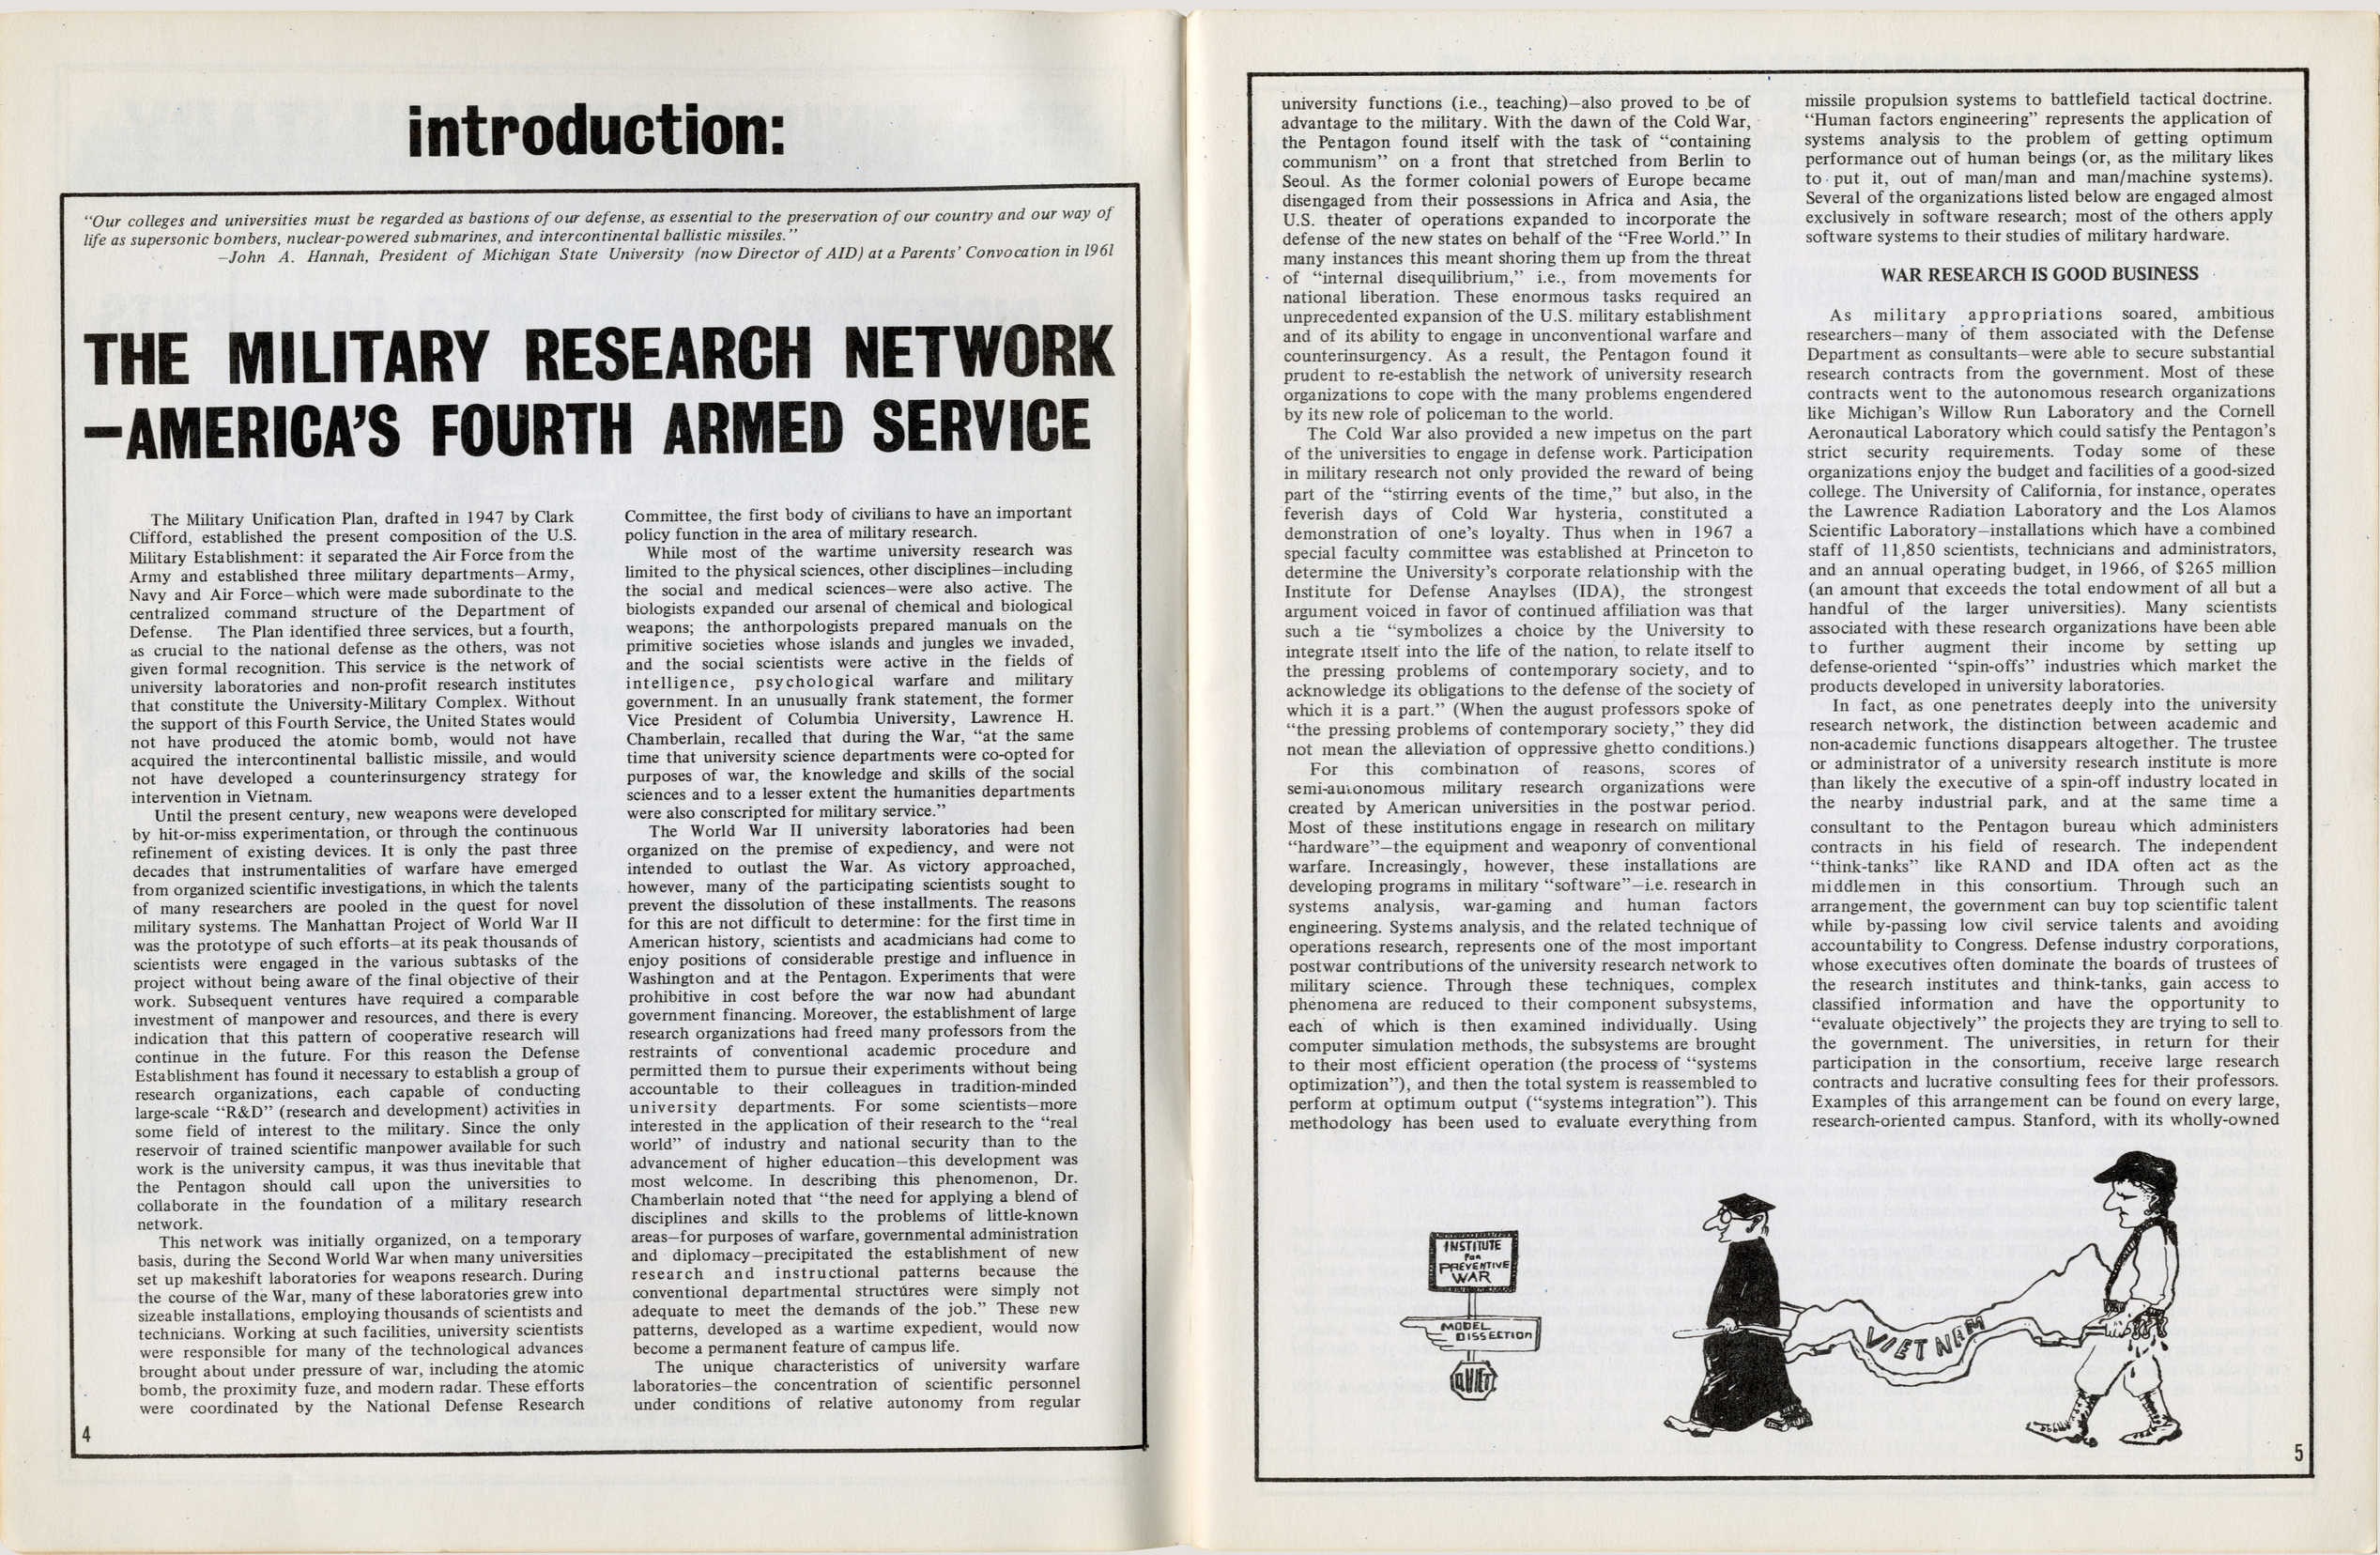 introduction:
“Our colleges and universities must be regarded as bastions of our defense, as essential to the preservation of our country and our way of
life as supersonic bombers, nuclear-powered submarines, and intercontinental ballistic missiles.”
—John A. Hannah, President of Michigan State University (now Director of AID) at a Parents’ Convocation in 1961
THE MILITARY RESEARCH NETWORK
—AMERICA’S FOURTH ARMED SERVICE
The Military Unification Plan, drafted in 1947 by Clark
Clifford, established the present composition of the U.S.
Military Establishment: it separated the Air Force from the
Army and established three military departments—Army,
Navy and Air Force—which were made subordinate to the
centralized command structure of the Department of
Defense. The Plan identified three services, but a fourth,
as crucial to the national defense as the others, was not
given formal recognition. This service is the network of
university laboratories and non-profit research institutes
that constitute the University-Military Complex. Without
the support of this Fourth Service, the United States would
not have produced the atomic bomb, would not have
acquired the intercontinental ballistic missile, and would
not have developed a counterinsurgency strategy for
intervention in Vietnam.
Until the present century, new weapons were developed
by hit-or-miss experimentation, or through the continuous
refinement of existing devices. It is only the past three
decades that instrumentalities of warfare have emerged
from organized scientific investigations, in which the talents
of many researchers are pooled in the quest for novel
military systems. The Manhattan Project of World War II
was the prototype of such efforts—at its peak thousands of
scientists were engaged in the various subtasks of the
project without being aware of the final objective of their
work. Subsequent ventures have required a comparable
investment of manpower and resources, and there is every
indication that this pattern of cooperative research will
continue in the future. For this reason the Defense
Establishment has found it necessary to establish a group of
research organizations, each capable of conducting
large-scale “R&D” (research and development) activities in
some field of interest to the military. Since the only
reservoir of trained scientific manpower available for such
work is the university campus, it was thus inevitable that
the Pentagon should call upon the universities to
collaborate in the foundation of a military research
network.
This network was initially organized, on a temporary
basis, during the Second World War when many universities
set up makeshift laboratories for weapons research. During
the course of the War, many of these laboratories grew into
sizeable installations, employing thousands of scientists and
technicians. Working at such facilities, university scientists
were responsible for many of the technological advances
brought about under pressure of war, including the atomic
bomb, the proximity fuze, and modern radar. These efforts
were coordinated by the National Defense Research
4
Committee, the first body of civilians to have an important
policy function in the area of military research.
While most of the wartime university research was
limited to the physical sciences, other disciplines—including
the social and medical sciences—were also active. The
biologists expanded our arsenal of chemical and biological
weapons; the anthorpologists prepared manuals on the
primitive societies whose islands and jungles we invaded,
and the social scientists were active in the fields of
intelligence, psychological warfare and military
government. In an unusually frank statement, the former
Vice President of Columbia University, Lawrence H.
Chamberlain, recalled that during the War, “at the same
time that university science departments were co-opted for
purposes of war, the knowledge and skills of the social
sciences and to a lesser extent the humanities departments
were also conscripted for military service.”
The World War II university laboratories had been
organized on the premise of expediency, and were not
intended to outlast the War. As victory approached,
however, many of the participating scientists sought to
prevent the dissolution of these installments. The reasons
for this are not difficult to determine: for the first time in
American history, scientists and acadmicians had come to
enjoy positions of considerable prestige and influence in
Washington and at the Pentagon. Experiments that were
prohibitive in cost before the war now had abundant
government financing. Moreover, the establishment of large
research organizations had freed many professors from the
restraints of conventional academic procedure and
permitted them to pursue their experiments without being
accountable to their colleagues in tradition-minded
university departments. For some scientists—more
interested in the application of their research to the “real
world” of industry and national security than to the
advancement of higher education—this development was
most welcome. In describing this phenomenon, Dr.
Chamberlain noted that “the need for applying a blend of
disciplines and skills to the problems of little-known
areas—for purposes of warfare, governmental administration
and diplomacy—precipitated the establishment of new
research and instructional patterns because the
conventional departmental structures were simply not
adequate to meet the demands of the job.” These new
patterns, developed as a wartime expedient, would now
become a permanent feature of campus life.
The unique characteristics of university warfare
laboratories—the concentration of scientific personnel
under conditions of relative autonomy from regular
university functions (i.e., teaching)—also proved to be of
advantage to the military. With the dawn of the Cold War,
the Pentagon found itself with the task of “containing
communism” on a front that stretched from Berlin to
Seoul. As the former colonial powers of Europe became
disengaged from their possessions in Africa and Asia, the
U.S. theater of operations expanded to incorporate the
defense of the new states on behalf of the “Free World.” In
many instances this meant shoring them up from the threat
of “internal disequilibrium,” i.e., from movements for
national liberation. These enormous tasks required an
unprecedented expansion of the U.S. military establishment
and of its ability to engage in unconventional warfare and
counterinsurgency. As a result, the Pentagon found it
prudent to re-establish the network of university research
organizations to cope with the many problems engendered
by its new role of policeman to the world.
The Cold War also provided a new impetus on the part
of the universities to engage in defense work. Participation
in military research not only provided the reward of being
part of the “stirring events of the time,” but also, in the
feverish days of Cold War hysteria, constituted a
demonstration of one’s loyalty. Thus when in 1967 a
special faculty committee was established at Princeton to
determine the University’s corporate relationship with the
Institute for Defense Anaylses (IDA), the strongest
argument voiced in favor of continued affiliation was that
such a tie “symbolizes a choice by the University to
integrate itself into the life of the nation, to relate itself to
the pressing problems of contemporary society, and to
acknowledge its obligations to the defense of the society of
which it is a part.” (When the august professors spoke of
“the pressing problems of contemporary society,” they did
not mean the alleviation of oppressive ghetto conditions.)
For this combination of reasons, scores of
semi-autonomous military research organizations were
created by American universities in the postwar period.
Most of these institutions engage in research on military
“hardware”—the equipment and weaponry of conventional
warfare. Increasingly, however, these installations are
developing programs in military “software”—i.e. research in
systems analysis, war-gaming and human factors
engineering. Systems analysis, and the related technique of
operations research, represents one of the most important
postwar contributions of the university research network to
military science. Through these techniques, complex
phenomena are reduced to their component subsystems,
each of which is then examined individually. Using
computer simulation methods, the subsystems are brought
to their most efficient operation (the process of “systems
optimization”), and then the total system is reassembled to
perform at optimum output (“systems integration”). This
methodology has been used to evaluate everything from
missile propulsion systems to battlefield tactical doctrine.
“Human factors engineering” represents the application of
systems analysis to the problem of getting optimum
performance out of human beings (or, as the military likes
to put it, out of man/man and man/machine systems).
Several of the organizations listed below are engaged almost
exclusively in software research; most of the others apply
software systems to their studies of military hardware.
WAR RESEARCH IS GOOD BUSINESS
As military appropriations soared, ambitious
researchers—many of them associated with the Defense
Department as consultants—were able to secure substantial
research contracts from the government. Most of these
contracts went to the autonomous research organizations
like Michigan’s Willow Run Laboratory and the Cornell
Aeronautical Laboratory which could satisfy the Pentagon’s
strict security requirements. Today some of these
organizations enjoy the budget and facilities of a good-sized
college. The University of California, for instance, operates
the Lawrence Radiation Laboratory and the Los Alamos
Scientific Laboratory—installations which have a combined
staff of 11,850 scientists, technicians and administrators,
and an annual operating budget, in 1966, of $265 million
(an amount that exceeds the total endowment of all but a
handful of the larger universities). Many scientists
associated with these research organizations have been able
to further augment their income by setting up
defense-oriented “spin-offs” industries which market the
products developed in university laboratories.
In fact, as one penetrates deeply into the university
research network, the distinction between academic and
non-academic functions disappears altogether. The trustee
or administrator of a university research institute is more
than likely the executive of a spin-off industry located in
the nearby industrial park, and at the same time a
consultant to the Pentagon bureau which administers
contracts in his field of research. The independent
“think-tanks” like RAND and IDA often act as the
middlemen in this consortium. Through such an
arrangement, the government can buy top scientific talent
while by-passing low civil service talents and avoiding
accountability to Congress. Defense industry corporations,
whose executives often dominate the boards of trustees of
the research institutes and think-tanks, gain access to
classified information and have the opportunity to
“evaluate objectively” the projects they are trying to sell to
the government. The universities, in return for their
participation in the consortium, receive large research
contracts and lucrative consulting fees for their professors.
Examples of this arrangement can be found on every large,
research-oriented campus. Stanford, with its wholly-owned
INSTITUTE
FOR
PREVENTIVE
WAR
MODEL
DISSECTION
QUIET
VIETNAM
5